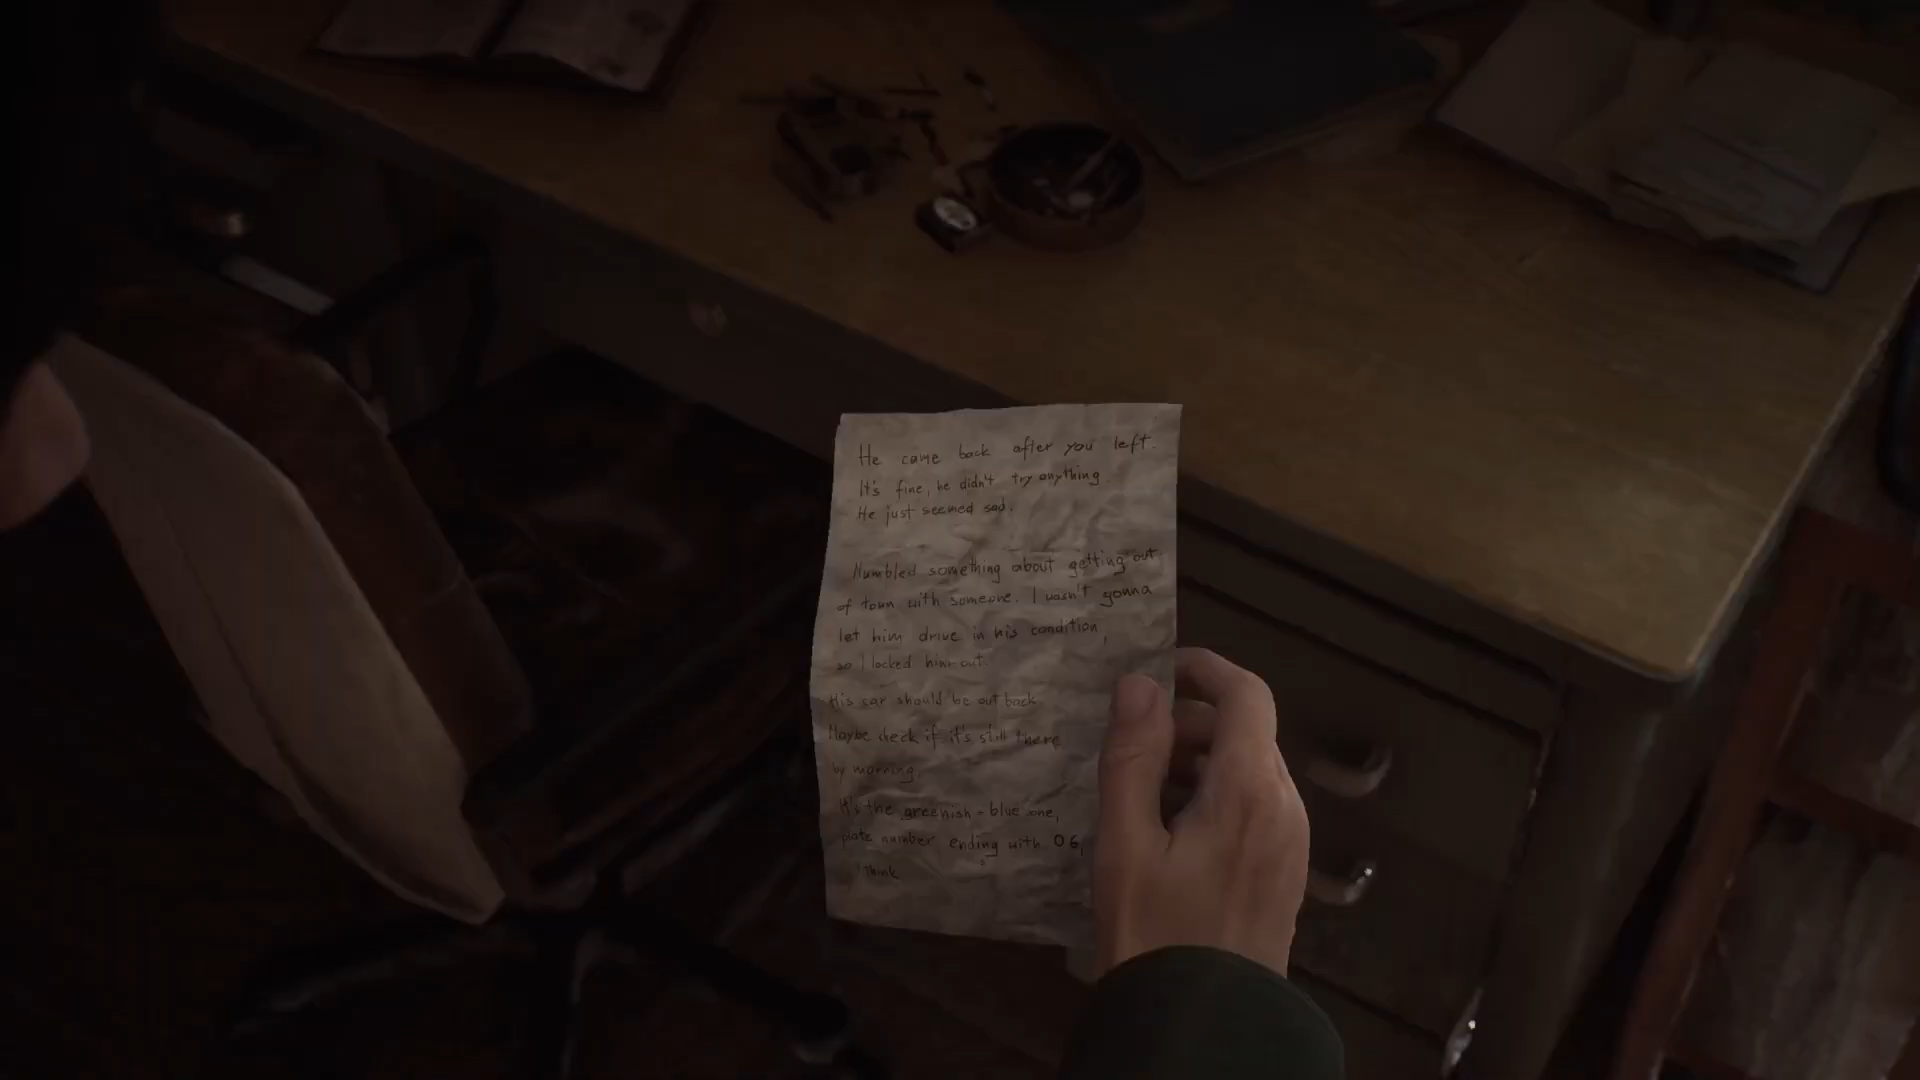 He came back after you left.
It's fine, he didn't try anything.
He just seemed sad.
Mumbled something about getting out
of town with someone. I wasn't gonna
let him drive in his condition,
so I locked him out.
His car should be out back
Maybe check if it's still there
by morning
It's the greenish-blue one,
plate number ending with 06,
I think